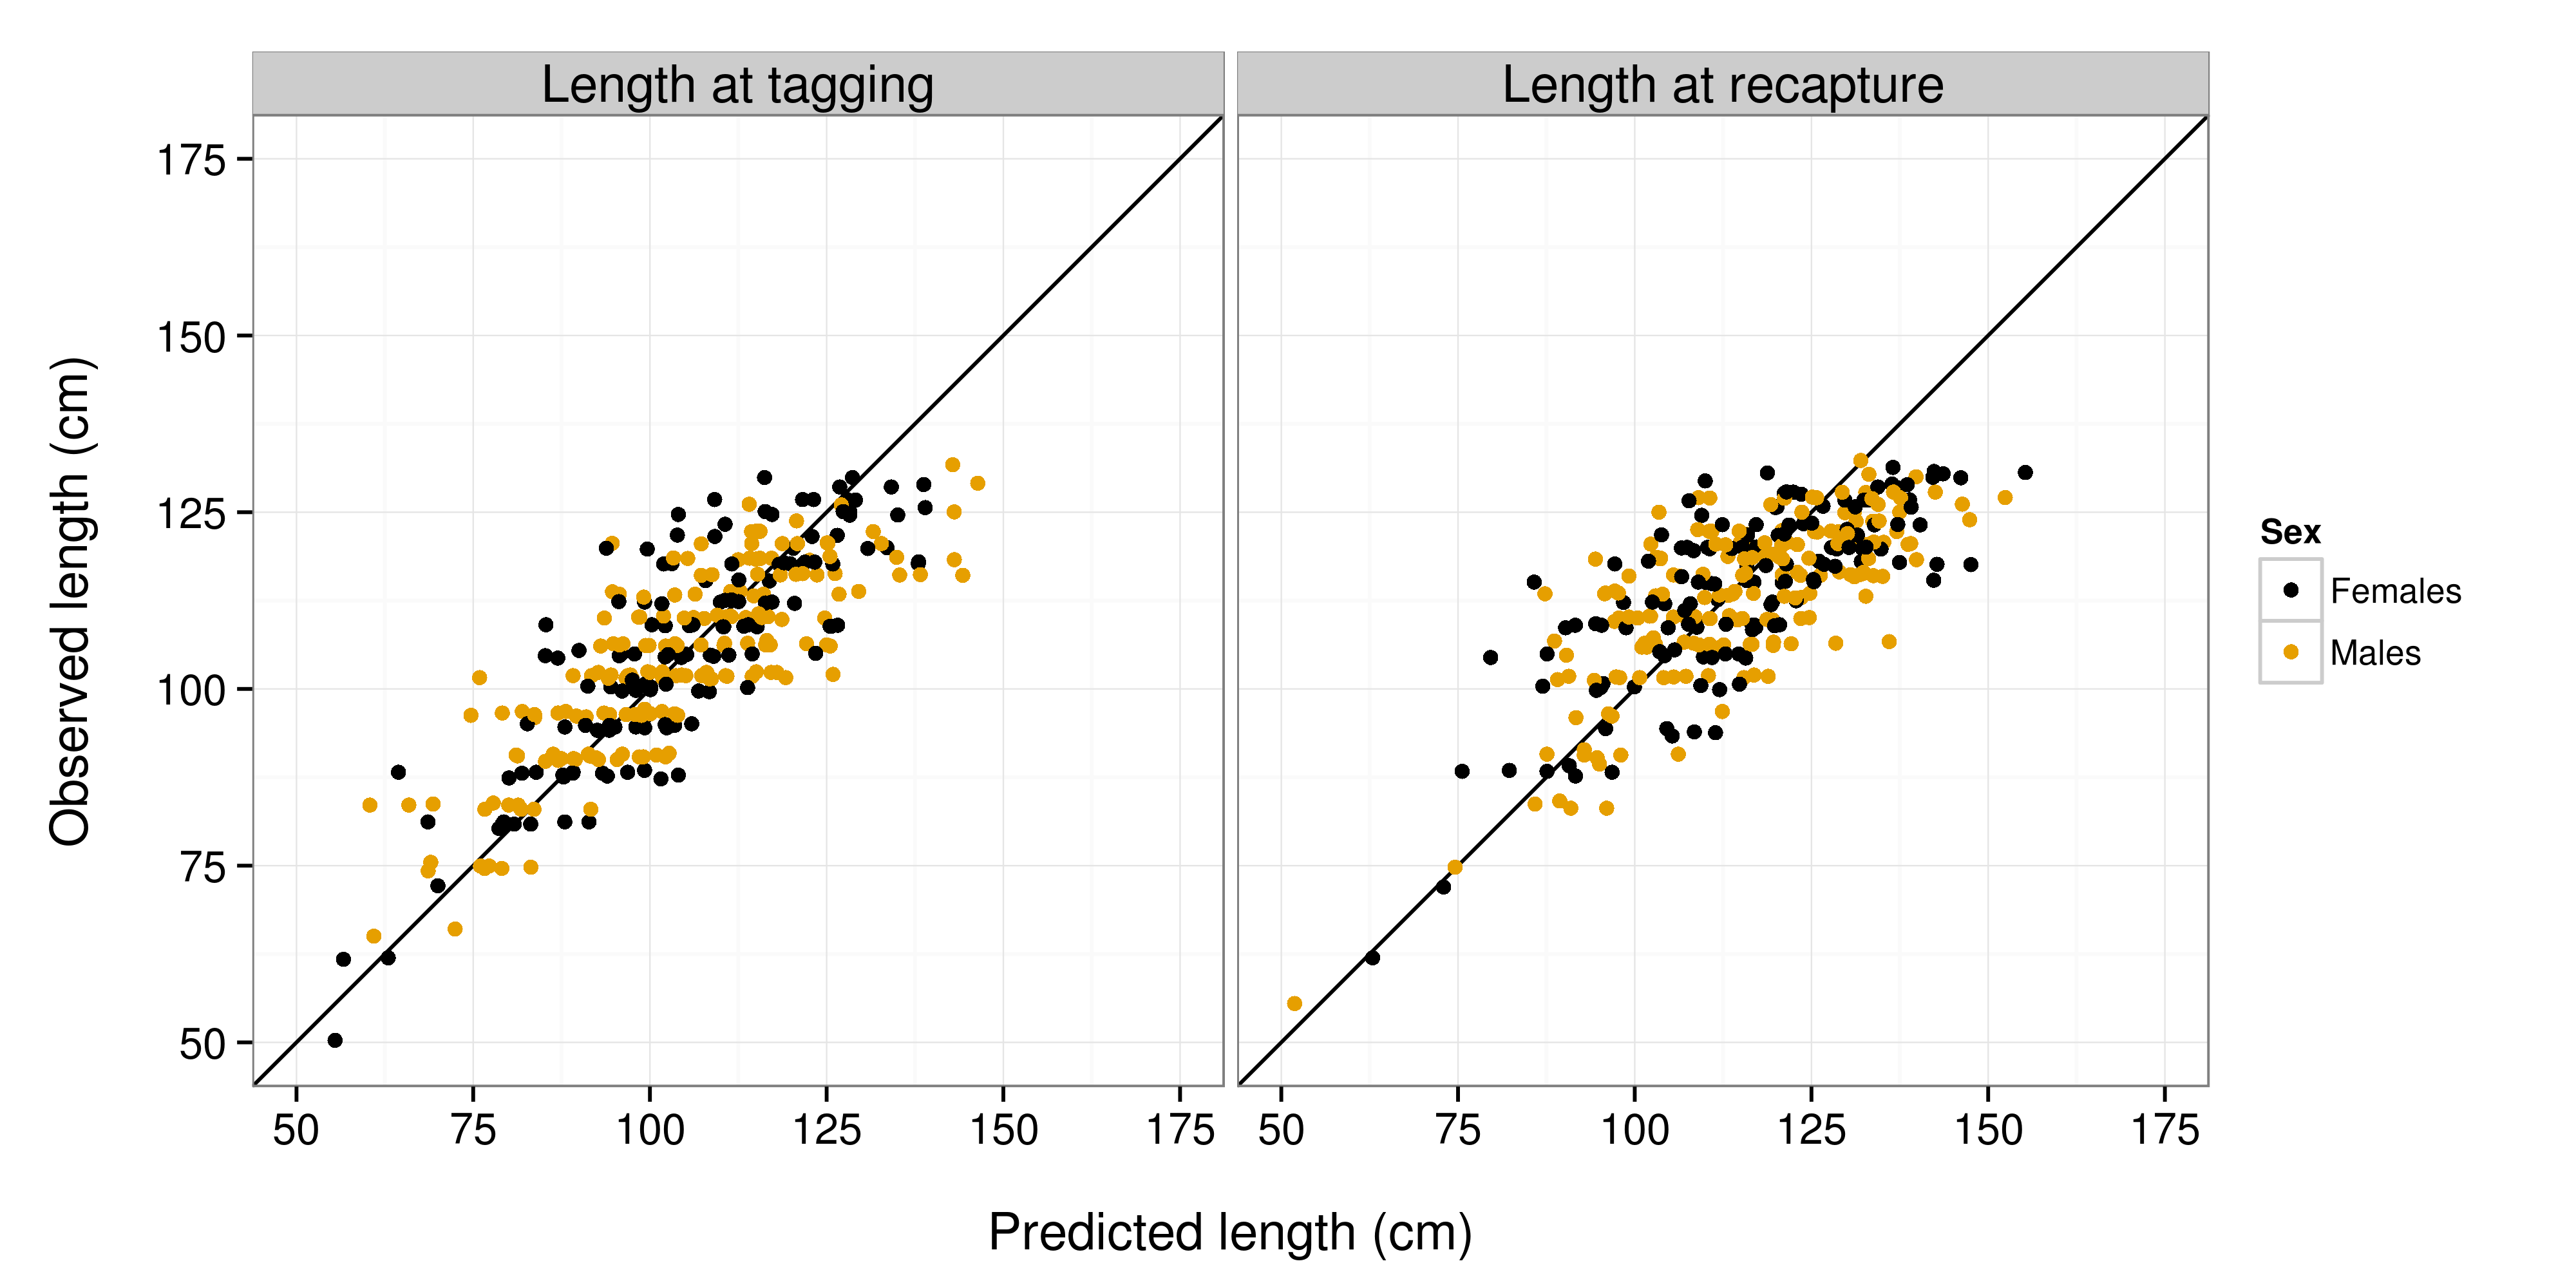 Length at tagging
Length at recapture
Observed length (cm)
175
150
125
100
75
50
50 75 100 125 150 175
50 75 100 125 150 175
Predicted length (cm)
Sex
Females
Males